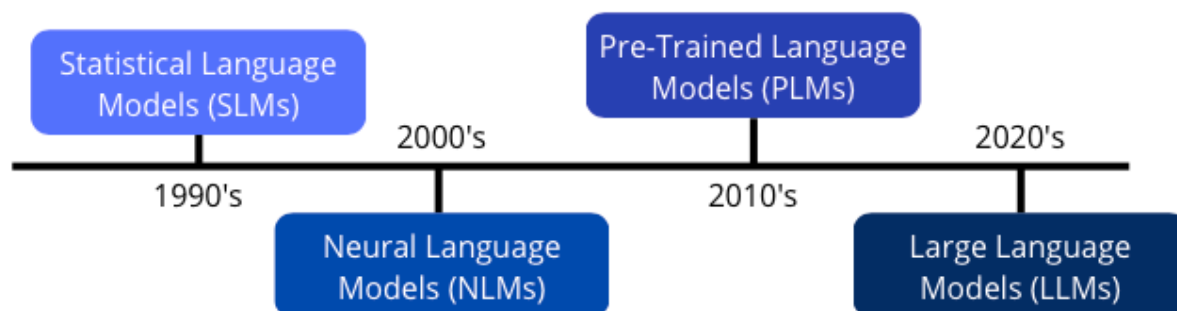 Statistical Language
Models (SLMs)
1990's
2000's
Neural Language
Models (NLMs)
Pre-Trained Language
Models (PLMs)
2010's
2020's
Large Language
Models (LLMs)